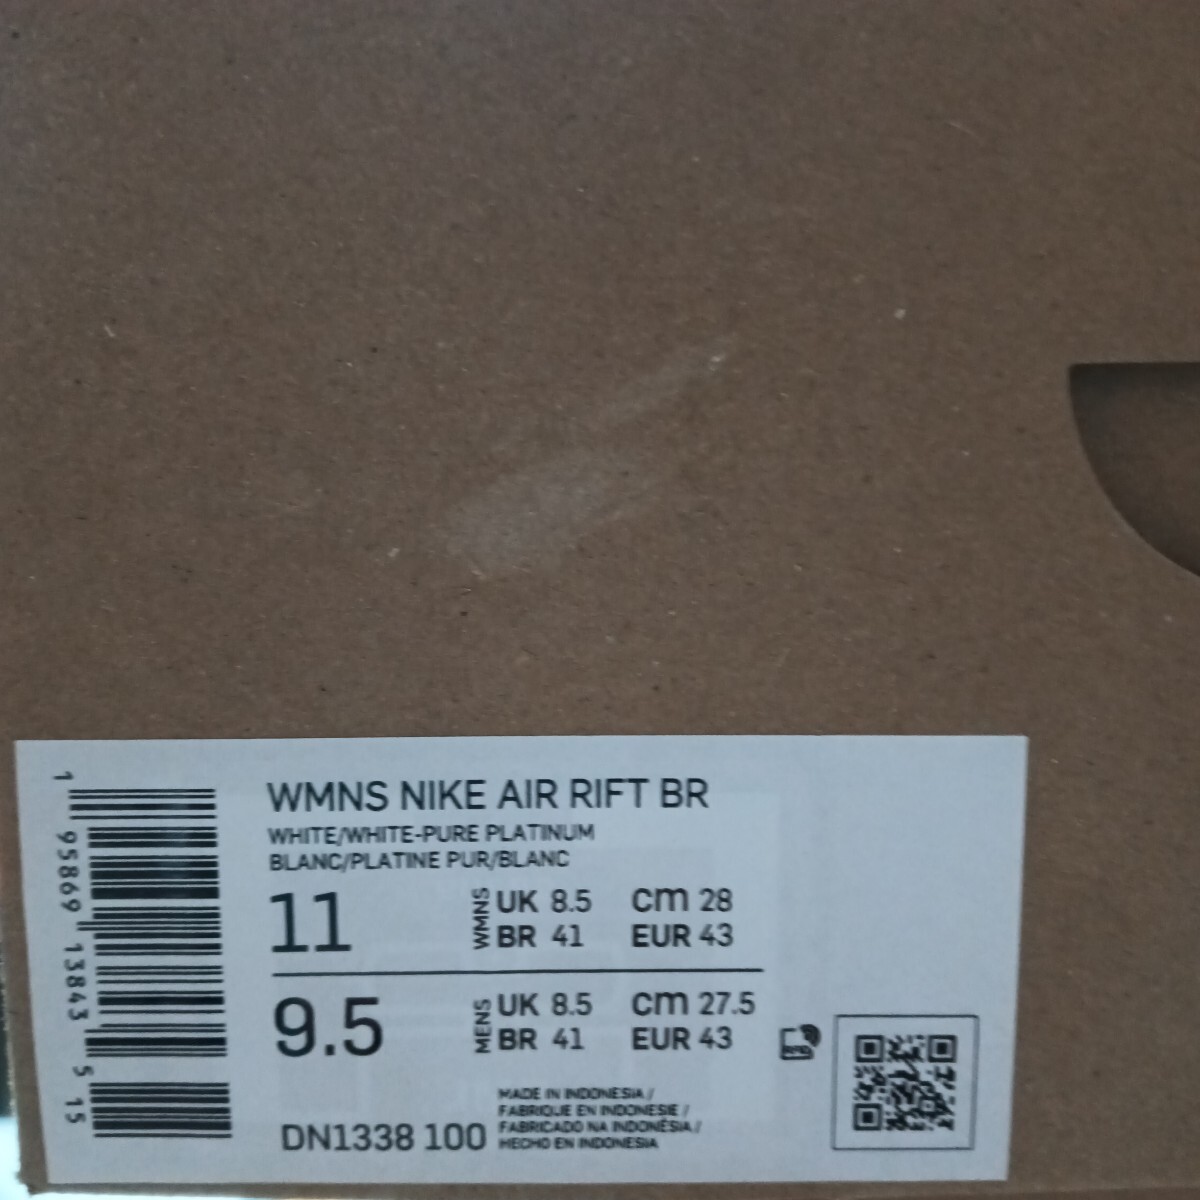 WMNS NIKE AIR RIFT BR
WHITE/WHITE-PURE PLATINUM
BLANC/PLATINE PUR/BLANC
11 WMNS UK 8.5 cm 28
BR 41 EUR 43
9.5 MENS UK 8.5 cm 27.5
BR 41 EUR 43
MADE IN INDONESIA /
FABRIQUE EN INDONESIE /
FABRICADO NA INDONÉSIA /
HECHO EN INDONESIA
DN1338 100
1 95869 13843 5 15